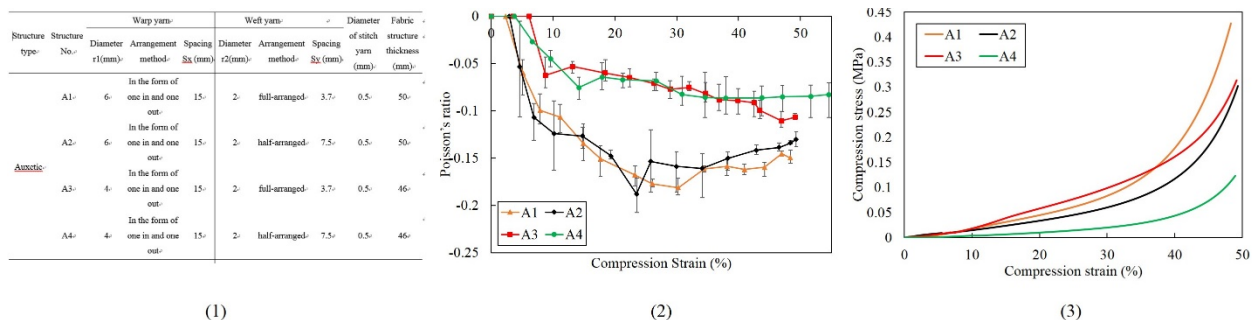 Structure type
Structure No.
Warp yarn
Weft yarn
Diameter of stitch yarn (mm)
Fabric structure thickness (mm)
Diameter r1(mm)
Arrangement method
Spacing Sx (mm)
Diameter r2(mm)
Arrangement method
Spacing Sy (mm)
Auxetic
A1 6 In the form of one in and one out 15 2 full-arranged 3.7 0.5 50
A2 6 In the form of one in and one out 15 2 half-arranged 7.5 0.5 50
A3 4 In the form of one in and one out 15 2 full-arranged 3.7 0.5 46
A4 4 In the form of one in and one out 15 2 half-arranged 7.5 0.5 46
(1)
0 10 20 30 40 50 60
0
-0.05
-0.1
-0.15
-0.2
-0.25
Poisson's ratio
A1 A2
A3 A4
Compression Strain (%)
(2)
0.45
0.4
0.35
0.3
0.25
0.2
0.15
0.1
0.05
0
Compression stress (MPa)
A1 A2
A3 A4
0 10 20 30 40 50
Compression strain (%)
(3)